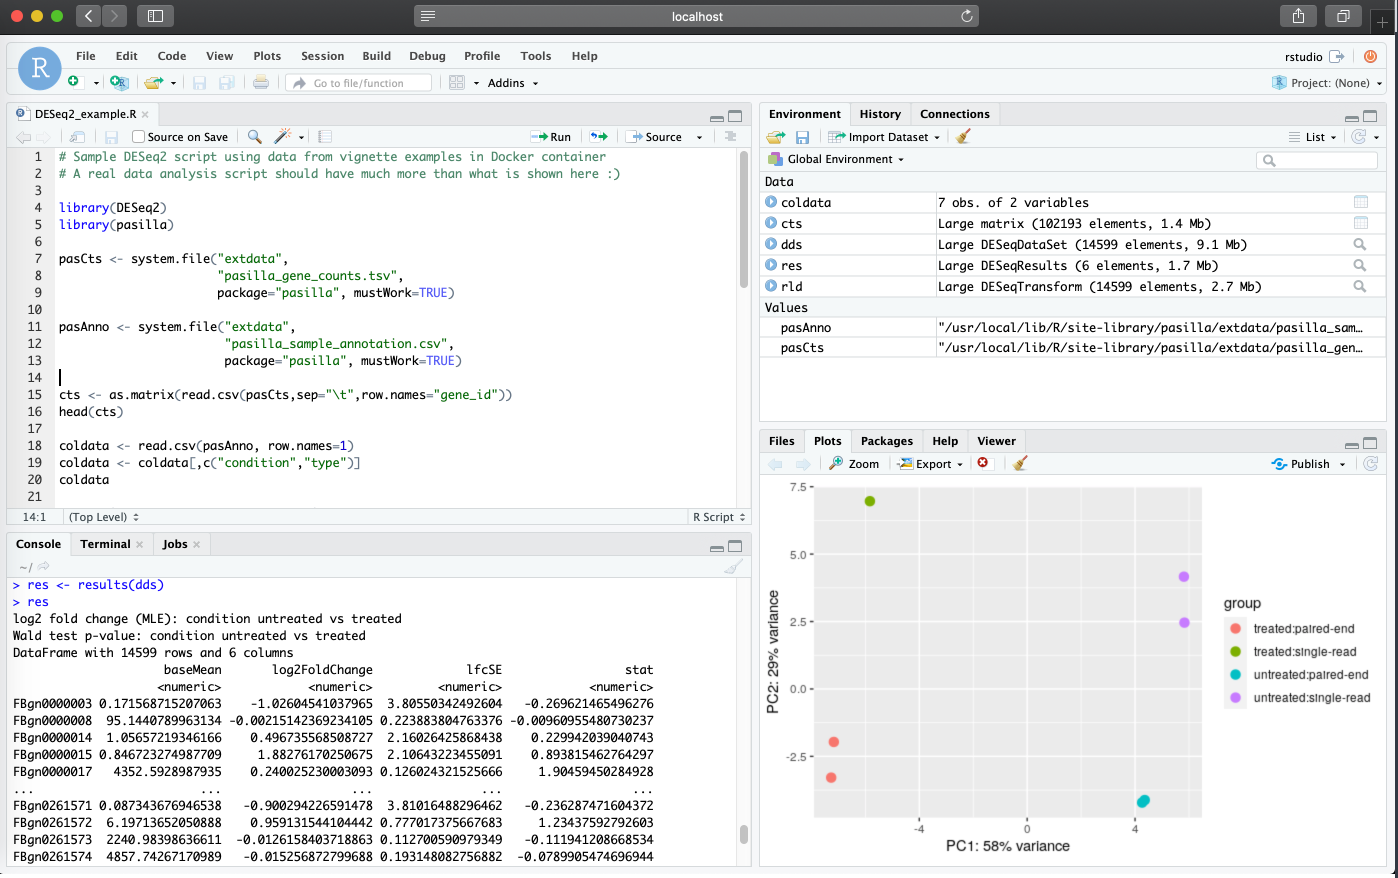 localhost
R
File Edit Code View Plots Session Build Debug Profile Tools Help
rstudio
Go to file/function
Addins
Project: (None)
DESeq2_example.R
Source on Save
Run
Source
1 # Sample DESeq2 script using data from vignette examples in Docker container
2 # A real data analysis script should have much more than what is shown here :)
3
4 library(DESeq2)
5 library(pasilla)
6
7 pasCts <- system.file("extdata",
8 "pasilla_gene_counts.tsv",
9 package="pasilla", mustWork=TRUE)
10
11 pasAnno <- system.file("extdata",
12 "pasilla_sample_annotation.csv",
13 package="pasilla", mustWork=TRUE)
14
15 cts <- as.matrix(read.csv(pasCts,sep="\t",row.names="gene_id"))
16 head(cts)
17
18 coldata <- read.csv(pasAnno, row.names=1)
19 coldata <- coldata[,c("condition","type")]
20 coldata
21
14:1 (Top Level) R Script
Console Terminal Jobs
~/
> res <- results(dds)
> res
log2 fold change (MLE): condition untreated vs treated
Wald test p-value: condition untreated vs treated
DataFrame with 14599 rows and 6 columns
baseMean log2FoldChange lfcSE stat
<numeric> <numeric> <numeric> <numeric>
FBgn0000003 0.171568715207063 -1.02604541037965 3.80550342492604 -0.269621465496276
FBgn0000008 95.1440789963134 -0.00215142369234105 0.223883804763376 -0.00960955480730237
FBgn0000014 1.05657219346166 0.496735568508727 2.16026425868438 0.229942039040743
FBgn0000015 0.846723274987709 1.88276170250675 2.10643223455091 0.893815462764297
FBgn0000017 4352.5928987935 0.240025230003093 0.126024321525666 1.90459450284928
... ... ... ... ...
FBgn0261571 0.087343676946538 -0.900294226591478 3.81016488296462 -0.236287471604372
FBgn0261572 6.19713652050888 0.959131544104442 0.777017375667683 1.23437592792603
FBgn0261573 2240.98398636611 -0.0126158403718863 0.112700590979349 -0.111941208668534
FBgn0261574 4857.74267170989 -0.015256872799688 0.193148082756882 -0.0789905474696944
Environment History Connections
Import Dataset
List
Global Environment
Data
coldata 7 obs. of 2 variables
cts Large matrix (102193 elements, 1.4 Mb)
dds Large DESeqDataSet (14599 elements, 9.1 Mb)
res Large DESeqResults (6 elements, 1.7 Mb)
rld Large DESeqTransform (14599 elements, 2.7 Mb)
Values
pasAnno "/usr/local/lib/R/site-library/pasilla/extdata/pasilla_sam…
pasCts "/usr/local/lib/R/site-library/pasilla/extdata/pasilla_gen…
Files Plots Packages Help Viewer
Zoom Export Publish
7.5
5.0
2.5
0.0
-2.5
PC2: 29% variance
-4 0 4
PC1: 58% variance
group
treated:paired-end
treated:single-read
untreated:paired-end
untreated:single-read